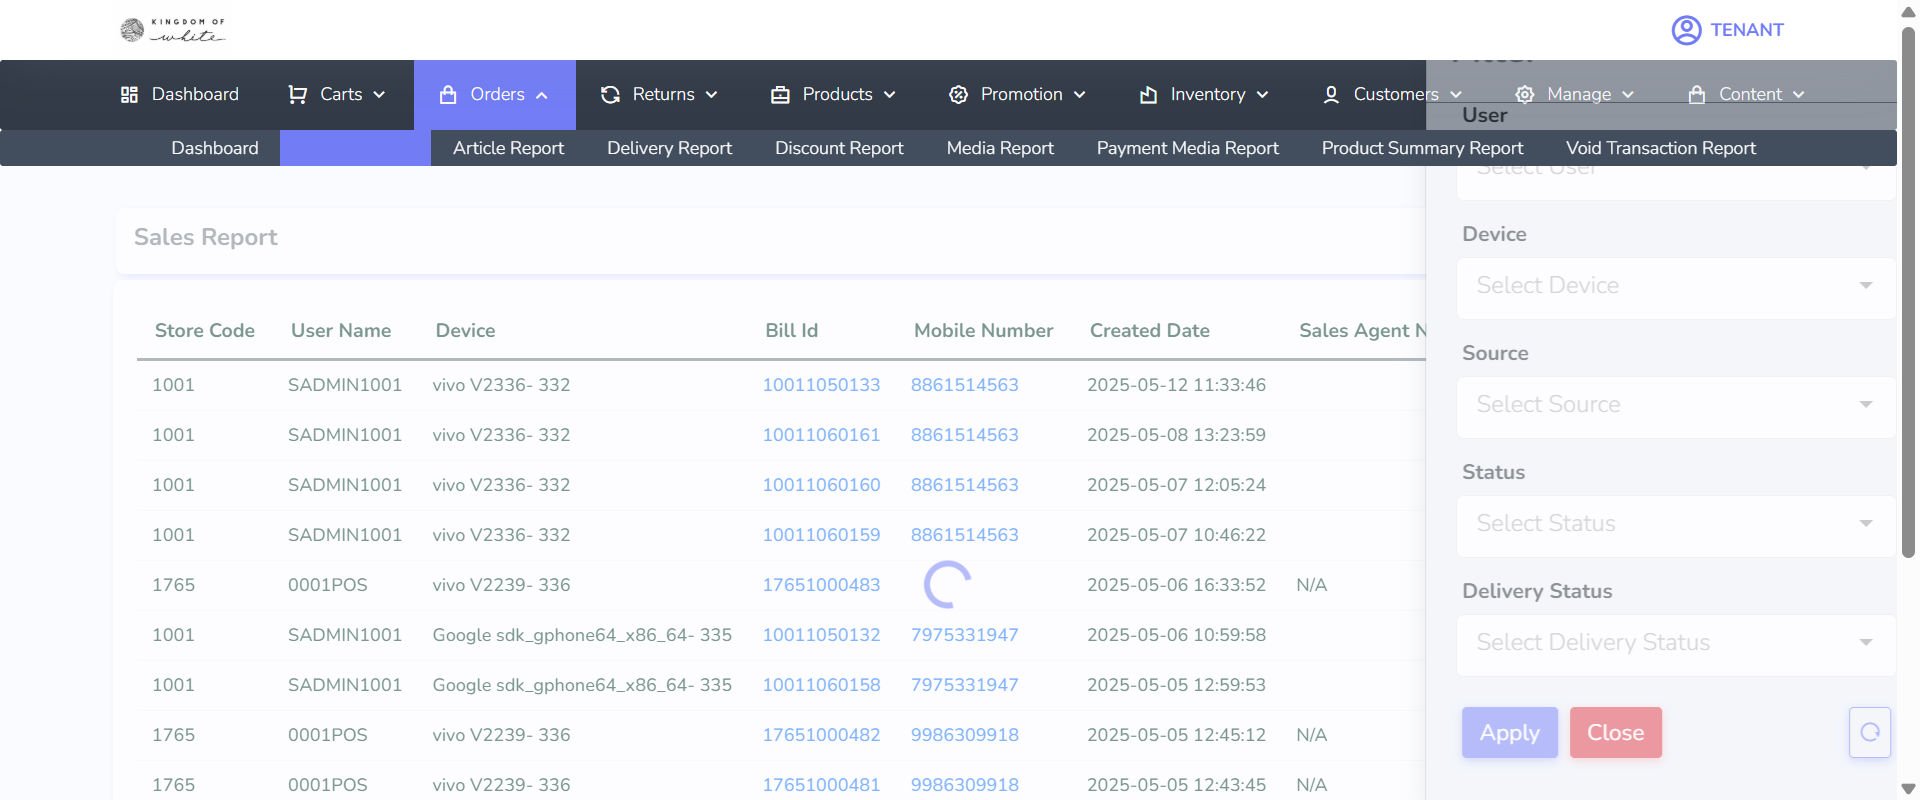 KINGDOM OF
white
TENANT
Dashboard Carts Orders Returns Products Promotion Inventory Customers Manage Content
User
Dashboard Article Report Delivery Report Discount Report Media Report Payment Media Report Product Summary Report Void Transaction Report
Select User
Sales Report
Device
Select Device
Source
Select Source
Status
Select Status
Delivery Status
Select Delivery Status
Apply Close
Store Code User Name Device Bill Id Mobile Number Created Date Sales Agent N
1001 SADMIN1001 vivo V2336- 332 10011050133 8861514563 2025-05-12 11:33:46
1001 SADMIN1001 vivo V2336- 332 10011060161 8861514563 2025-05-08 13:23:59
1001 SADMIN1001 vivo V2336- 332 10011060160 8861514563 2025-05-07 12:05:24
1001 SADMIN1001 vivo V2336- 332 10011060159 8861514563 2025-05-07 10:46:22
1765 0001POS vivo V2239- 336 17651000483 2025-05-06 16:33:52 N/A
1001 SADMIN1001 Google sdk_gphone64_x86_64- 335 10011050132 7975331947 2025-05-06 10:59:58
1001 SADMIN1001 Google sdk_gphone64_x86_64- 335 10011060158 7975331947 2025-05-05 12:59:53
1765 0001POS vivo V2239- 336 17651000482 9986309918 2025-05-05 12:45:12 N/A
1765 0001POS vivo V2239- 336 17651000481 9986309918 2025-05-05 12:43:45 N/A